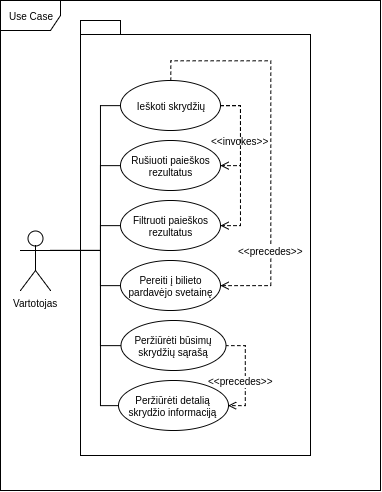 Use Case
Ieškoti skrydžių
<<invokes>>
Rušiuoti paieškos
rezultatus
Filtruoti paieškos
rezultatus
<<precedes>>
Pereiti į bilieto
pardavėjo svetainę
Vartotojas
Peržiūrėti būsimų
skrydžių sąrašą
<<precedes>>
Peržiūrėti detalią
skrydžio informaciją